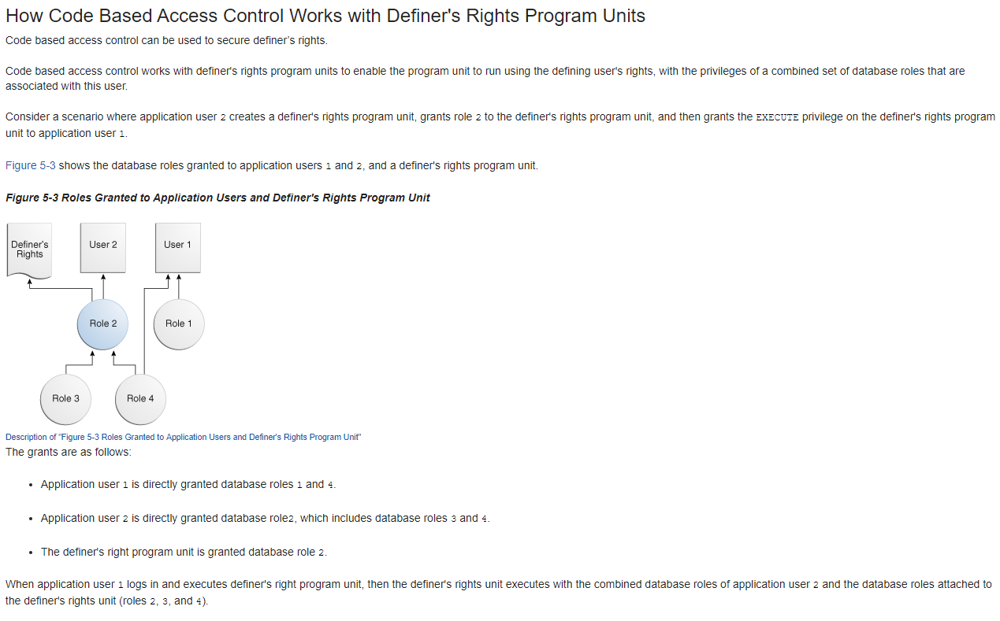 How Code Based Access Control Works with Definer's Rights Program Units
Code based access control can be used to secure definer's rights.
Code based access control works with definer's rights program units to enable the program unit to run using the defining user's rights, with the privileges of a combined set of database roles that are
associated with this user.
Consider a scenario where application user 2 creates a definer's rights program unit, grants role 2 to the definer's rights program unit, and then grants the EXECUTE privilege on the definer's rights program
unit to application user 1.
Figure 5-3 shows the database roles granted to application users 1 and 2, and a definer's rights program unit.
Figure 5-3 Roles Granted to Application Users and Definer's Rights Program Unit
Definer's
Rights
User 2
User 1
Role 2
Role 1
Role 3
Role 4
Description of "Figure 5-3 Roles Granted to Application Users and Definer's Rights Program Unit"
The grants are as follows:
• Application user 1 is directly granted database roles 1 and 4.
• Application user 2 is directly granted database role2, which includes database roles 3 and 4.
• The definer's right program unit is granted database role 2.
When application user 1 logs in and executes definer's right program unit, then the definer's rights unit executes with the combined database roles of application user 2 and the database roles attached to
the definer's rights unit (roles 2, 3, and 4).